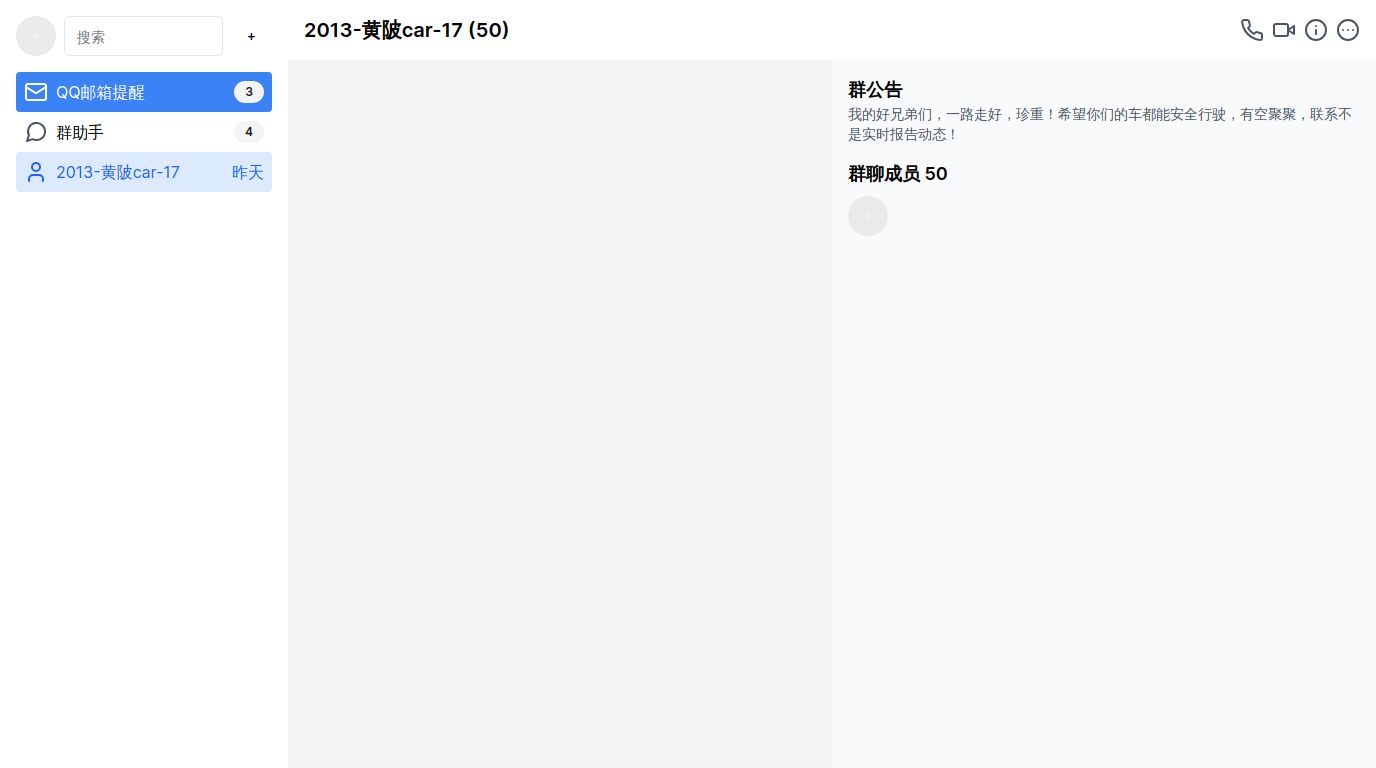 搜索
+
QQ邮箱提醒
3
群助手
4
2013-黄陂car-17
昨天
2013-黄陂car-17 (50)
群公告
我的好兄弟们，一路走好，珍重！希望你们的车都能安全行驶，有空聚聚，联系不
是实时报告动态！
群聊成员 50